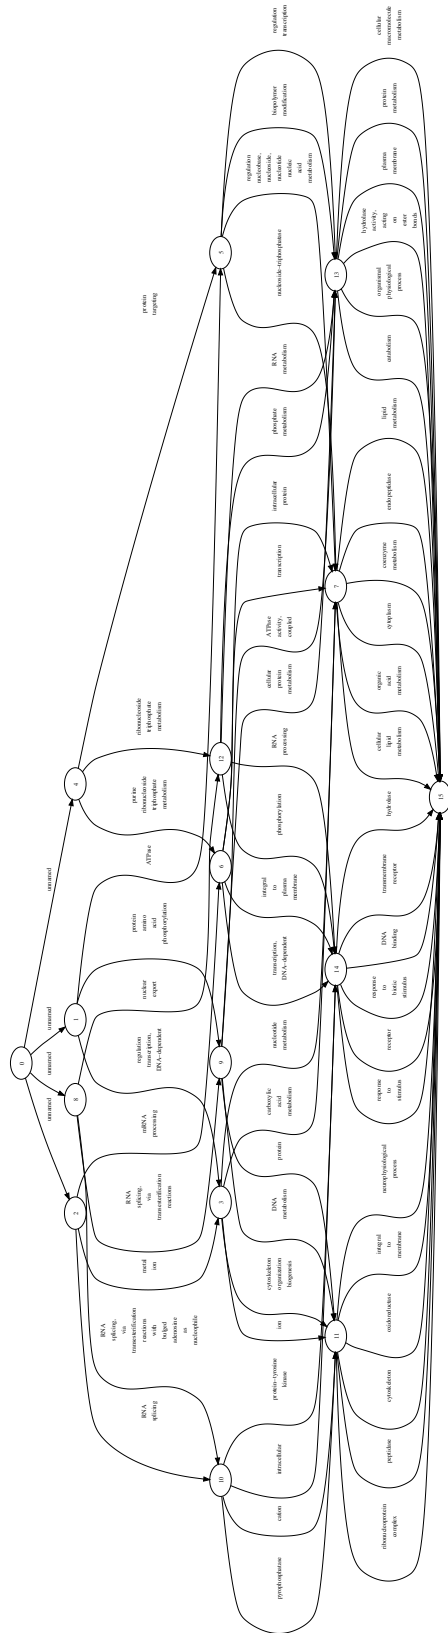 regulation
transcription
cellular
macromolecule
metabolism
biopolymer
modification
protein
metabolism
regulation
nucleobase,
nucleoside,
nucleotide
nucleic
acid
metabolism
plasma
membrane
hydrolase
activity,
acting
on
ester
bonds
5
13
protein
targeting
nucleoside-triphosphatase
organismal
physiological
process
RNA
metabolism
catabolism
phosphate
metabolism
lipid
metabolism
intracellular
protein
endopeptidase
transcription
coenzyme
metabolism
7
ATPase
activity,
coupled
cytoplasm
cellular
protein
metabolism
organic
acid
metabolism
ribonucleoside
triphosphate
metabolism
RNA
processing
cellular
lipid
metabolism
4
12
15
purine
ribonucleoside
triphosphate
metabolism
phosphorylation
hydrolase
unnamed
ATPase
6
integral
to
plasma
membrane
transmembrane
receptor
protein
amino
acid
phosphorylation
transcription,
DNA-dependent
14
DNA
binding
unnamed
1
nuclear
export
response
to
biotic
stimulus
0
unnamed
9
nucleotide
metabolism
receptor
8
regulation
transcription,
DNA-dependent
carboxylic
acid
metabolism
response
to
stimulus
unnamed
mRNA
processing
protein
2
3
neurophysiological
process
RNA
splicing,
via
transesterification
reactions
DNA
metabolism
integral
to
membrane
metal
ion
cytoskeleton
organization
biogenesis
oxidoreductase
RNA
splicing,
via
transesterification
reactions
with
bulged
adenosine
as
nucleophile
ion
11
cytoskeleton
RNA
splicing
protein-tyrosine
kinase
peptidase
10
intracellular
ribonucleoprotein
complex
cation
pyrophosphatase